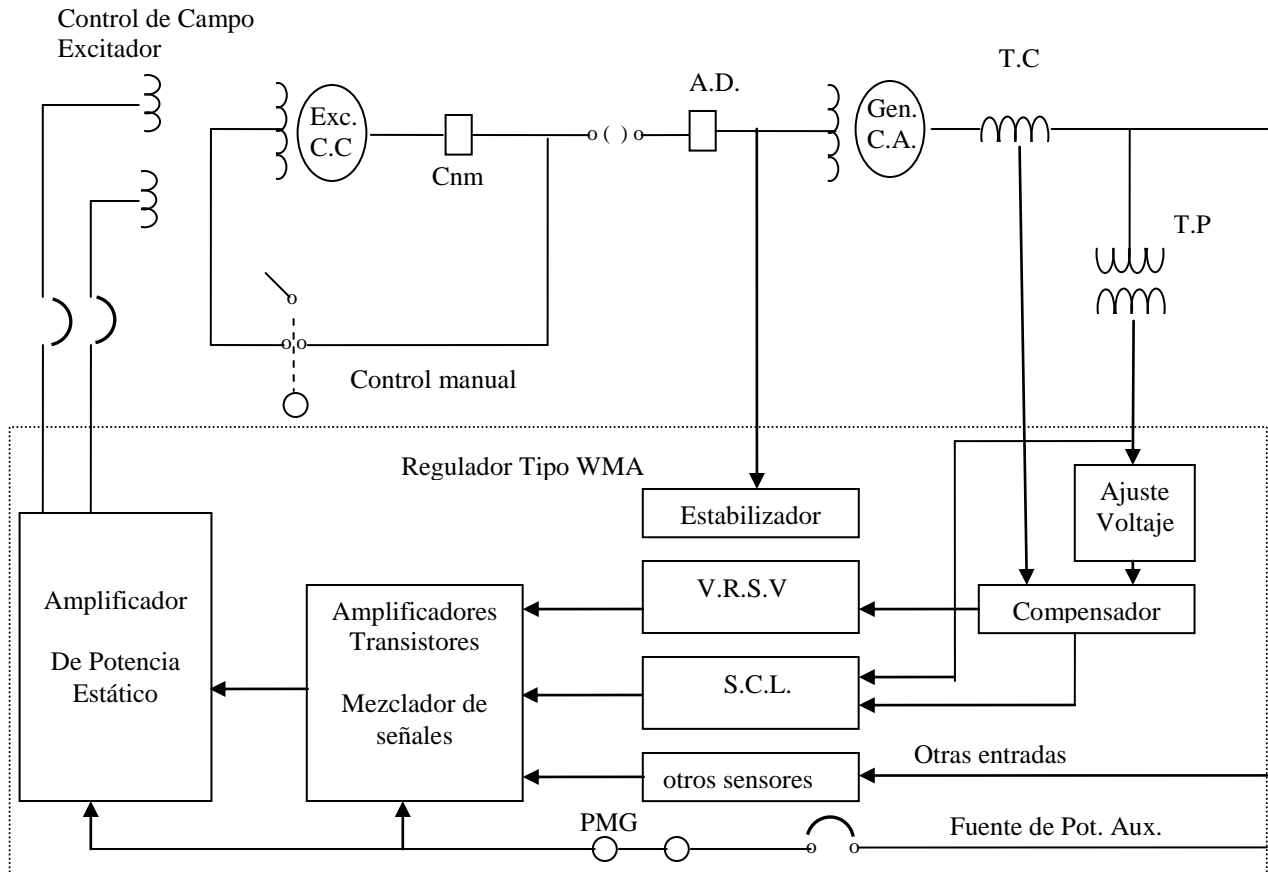 Control de Campo
Excitador
T.C
A.D.
Exc.
C.C
Gen.
C.A.
Cnm
T.P
Control manual
Regulador Tipo WMA
Ajuste
Voltaje
Estabilizador
V.R.S.V
Compensador
Amplificador
De Potencia
Estático
Amplificadores
Transistores
Mezclador de
señales
S.C.L.
otros sensores
Otras entradas
PMG
Fuente de Pot. Aux.